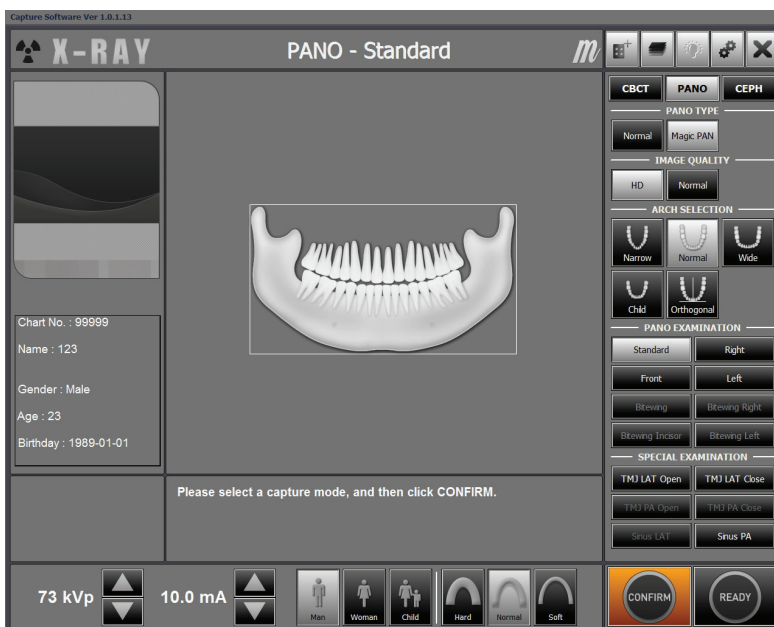 Capture Software Ver 1.0.1.13
X-RAY
PANO - Standard
m
CBCT
PANO
CEPH
PANO TYPE
Normal
Magic PAN
IMAGE QUALITY
HD
Normal
ARCH SELECTION
Narrow
Normal
Wide
Child
Orthogonal
PANO EXAMINATION
Standard
Right
Front
Left
Bitewing
Bitewing Right
Bitewing Incisor
Bitewing Left
SPECIAL EXAMINATION
TMJ LAT Open
TMJ LAT Close
TMJ PA Open
TMJ PA Close
Sinus LAT
Sinus PA
Chart No. : 99999
Name : 123
Gender : Male
Age : 23
Birthday : 1989-01-01
Please select a capture mode, and then click CONFIRM.
73 kVp
10.0 mA
Man
Woman
Child
Hard
Normal
Soft
CONFIRM
READY